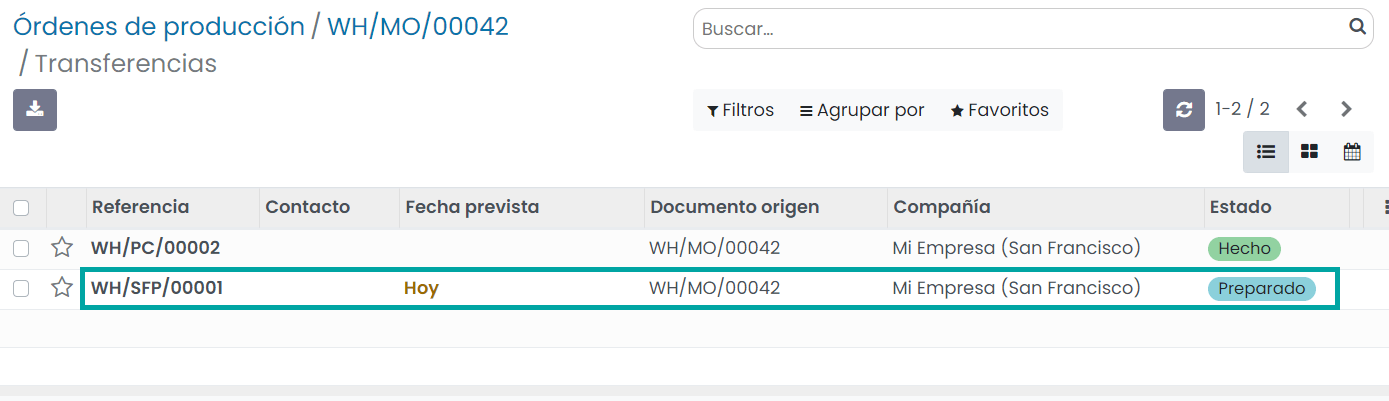 Órdenes de producción / WH/MO/00042
/ Transferencias
Buscar...
Filtros Agrupar por Favoritos 1-2 / 2
Referencia Contacto Fecha prevista Documento origen Compañía Estado
WH/PC/00002 WH/MO/00042 Mi Empresa (San Francisco) Hecho
WH/SFP/00001 Hoy WH/MO/00042 Mi Empresa (San Francisco) Preparado